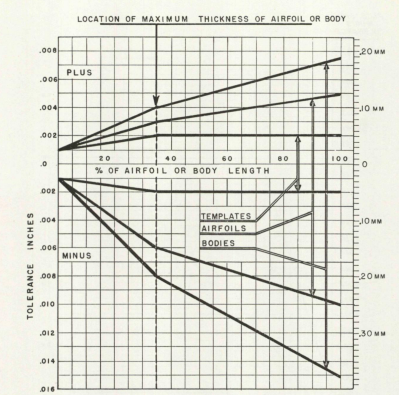 LOCATION OF MAXIMUM THICKNESS OF AIRFOIL OR BODY
.008
.20 MM
PLUS
.006
.004
.10 MM
.002
.0
20 40 60 80 100
0
% OF AIRFOIL OR BODY LENGTH
.002
TEMPLATES
.004
AIRFOILS
.10 MM
BODIES
.006
MINUS
.008
.20 MM
.010
.012
.30 MM
.014
.016
TOLERANCE INCHES